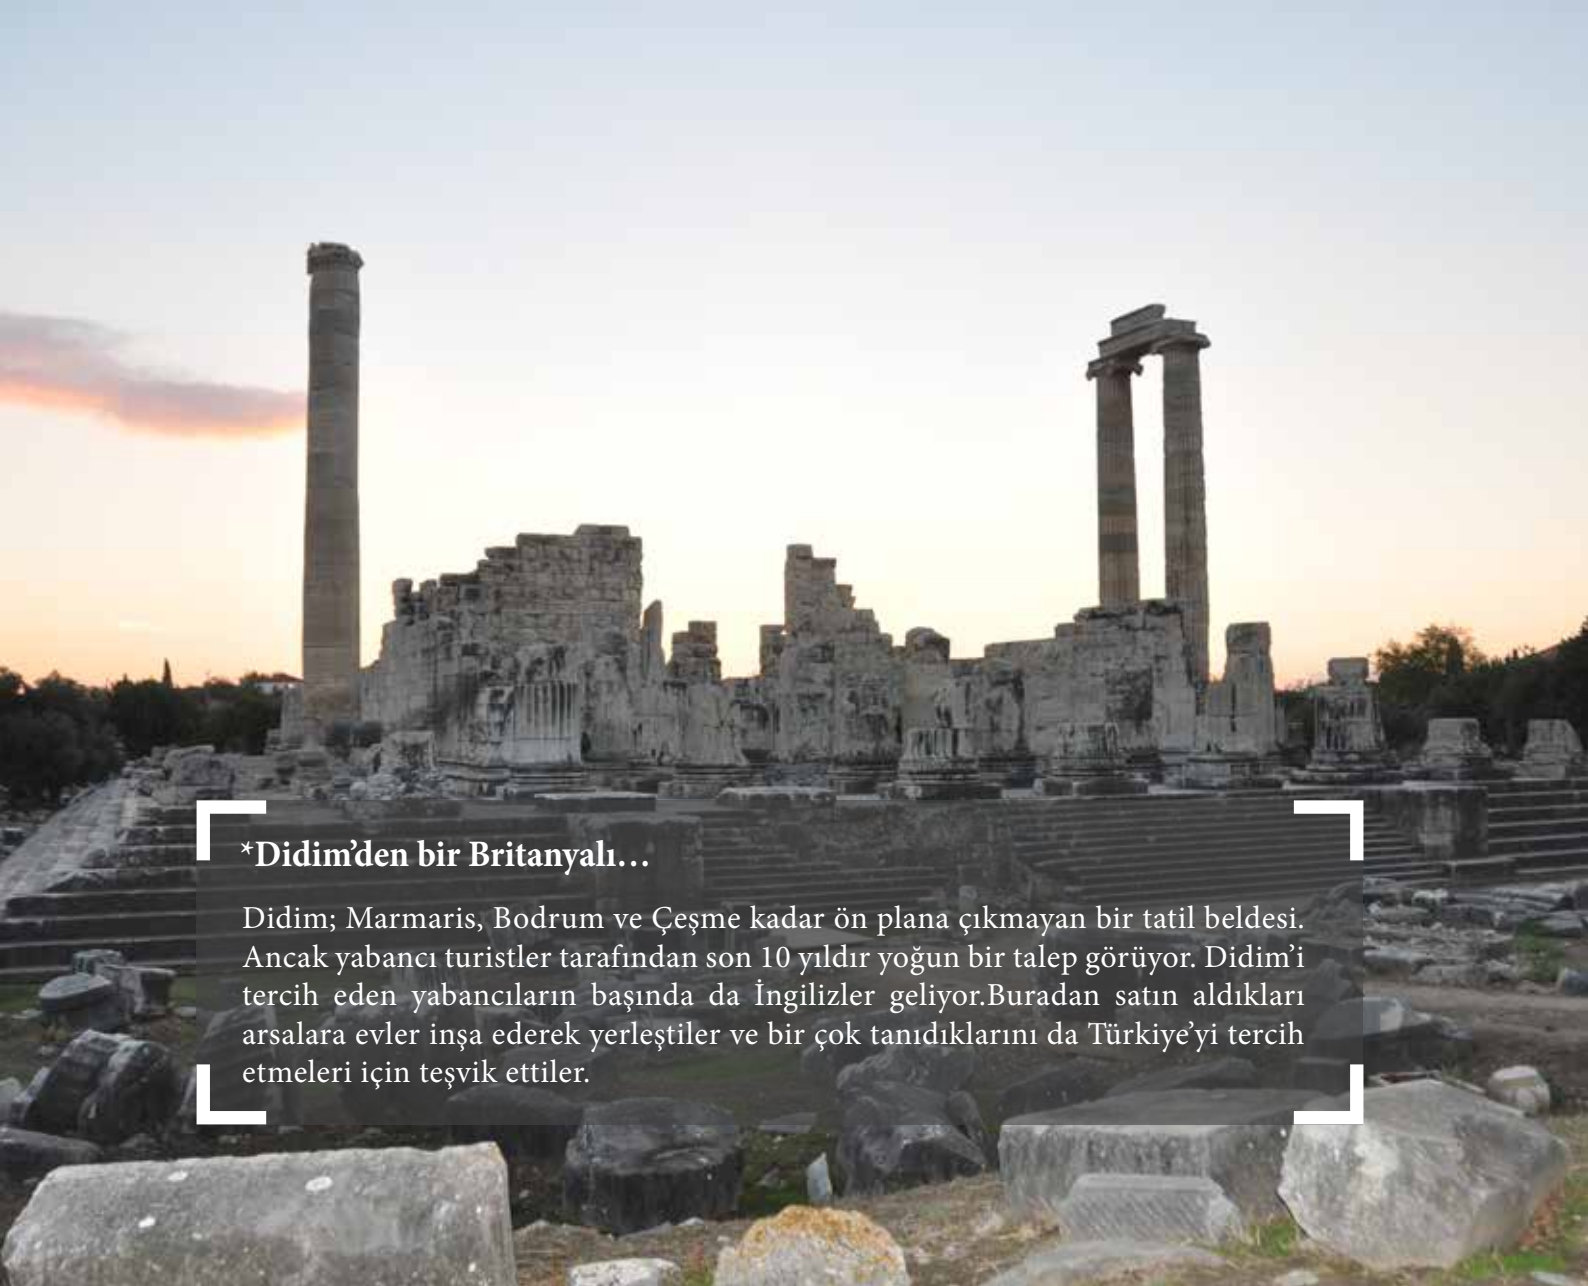 *Didim’den bir Britanyalı…
Didim; Marmaris, Bodrum ve Çeşme kadar ön plana çıkmayan bir tatil beldesi.
Ancak yabancı turistler tarafından son 10 yıldır yoğun bir talep görüyor. Didim’i
tercih eden yabancıların başında da İngilizler geliyor.Buradan satın aldıkları
arsalara evler inşa ederek yerleştiler ve bir çok tanıdıklarını da Türkiye’yi tercih
etmeleri için teşvik ettiler.